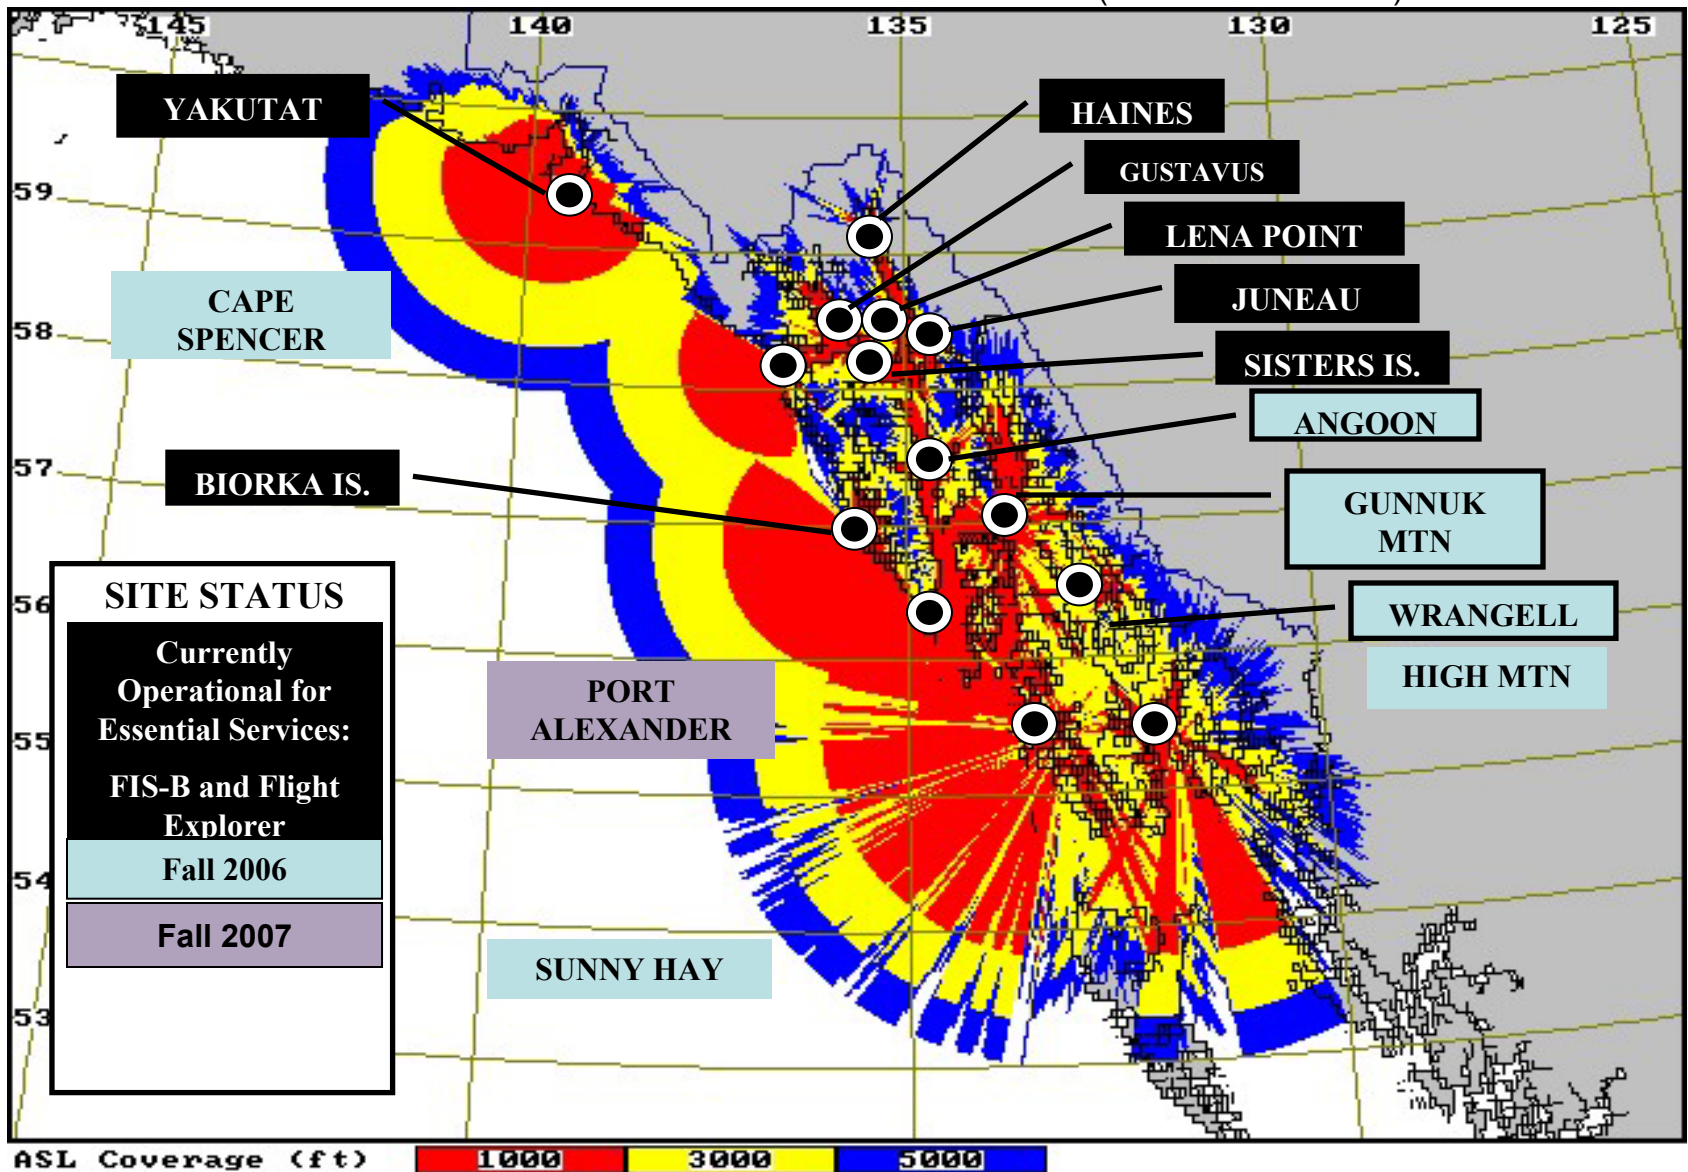 145
140
135
130
125
YAKUTAT
HAINES
GUSTAVUS
LENA POINT
59
CAPE
SPENCER
JUNEAU
58
SISTERS IS.
ANGOON
57
BIORKA IS.
GUNNUK
MTN
56
SITE STATUS
Currently
Operational for
Essential Services:
FIS-B and Flight
Explorer
Fall 2006
Fall 2007
WRANGELL
HIGH MTN
PORT
ALEXANDER
55
54
SUNNY HAY
53
ASL Coverage (ft) 1000 3000 5000